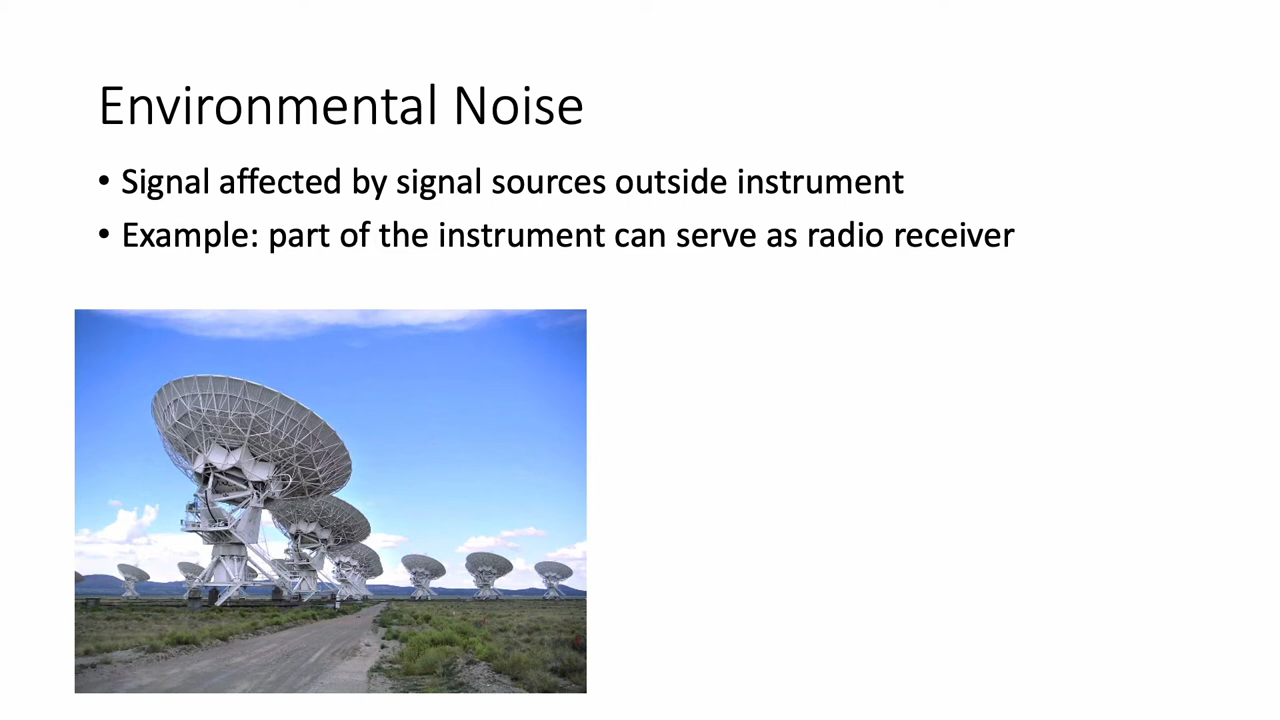 Environmental Noise
• Signal affected by signal sources outside instrument
• Example: part of the instrument can serve as radio receiver